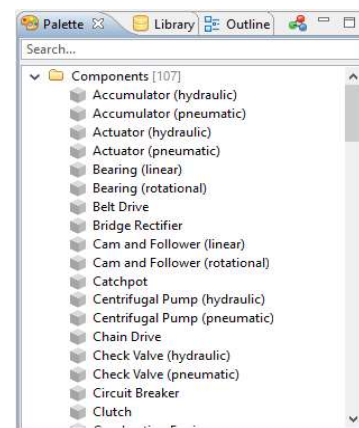 Palette Library Outline
Search...
Components [107]
Accumulator (hydraulic)
Accumulator (pneumatic)
Actuator (hydraulic)
Actuator (pneumatic)
Bearing (linear)
Bearing (rotational)
Belt Drive
Bridge Rectifier
Cam and Follower (linear)
Cam and Follower (rotational)
Catchpot
Centrifugal Pump (hydraulic)
Centrifugal Pump (pneumatic)
Chain Drive
Check Valve (hydraulic)
Check Valve (pneumatic)
Circuit Breaker
Clutch